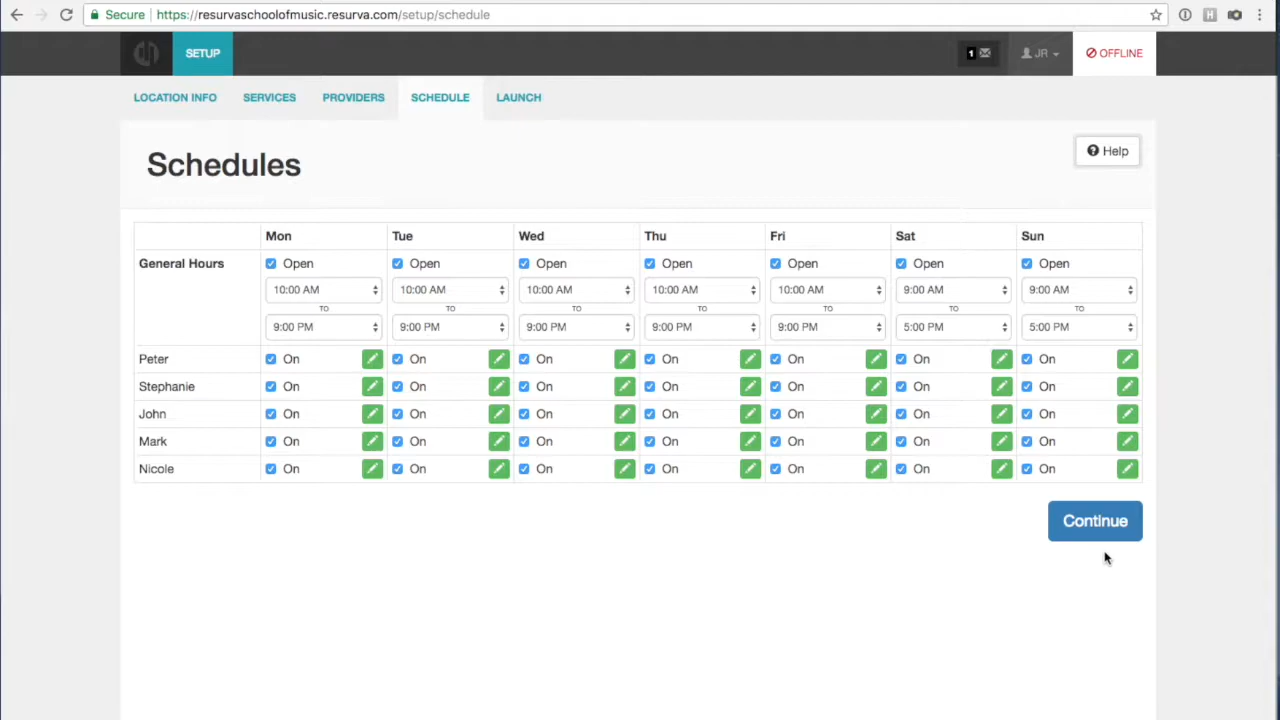 Secure https://resurvaschoolofmusic.resurva.com/setup/schedule
SETUP 1 JR OFFLINE
LOCATION INFO SERVICES PROVIDERS SCHEDULE LAUNCH
Schedules
Help
Mon Tue Wed Thu Fri Sat Sun
General Hours Open Open Open Open Open Open Open
10:00 AM 10:00 AM 10:00 AM 10:00 AM 10:00 AM 9:00 AM 9:00 AM
TO TO TO TO TO TO TO
9:00 PM 9:00 PM 9:00 PM 9:00 PM 9:00 PM 5:00 PM 5:00 PM
Peter On On On On On On On
Stephanie On On On On On On On
John On On On On On On On
Mark On On On On On On On
Nicole On On On On On On On
Continue